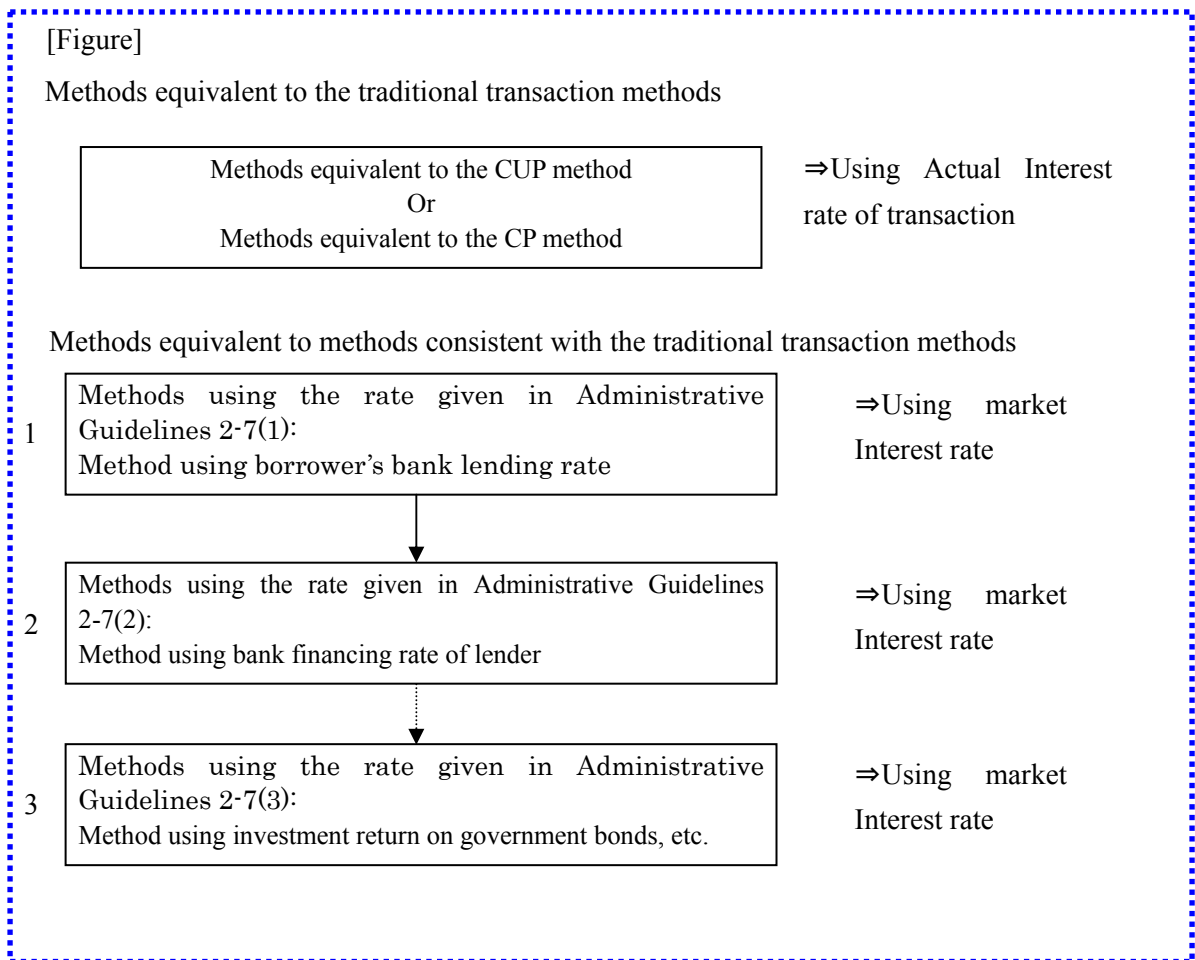 [Figure]
Methods equivalent to the traditional transaction methods
Methods equivalent to the CUP method
Or
Methods equivalent to the CP method
⇒Using Actual Interest
rate of transaction
Methods equivalent to methods consistent with the traditional transaction methods
1
Methods using the rate given in Administrative
Guidelines 2-7(1):
Method using borrower's bank lending rate
⇒Using market
Interest rate
2
Methods using the rate given in Administrative Guidelines
2-7(2):
Method using bank financing rate of lender
⇒Using market
Interest rate
3
Methods using the rate given in Administrative
Guidelines 2-7(3):
Method using investment return on government bonds, etc.
⇒Using market
Interest rate